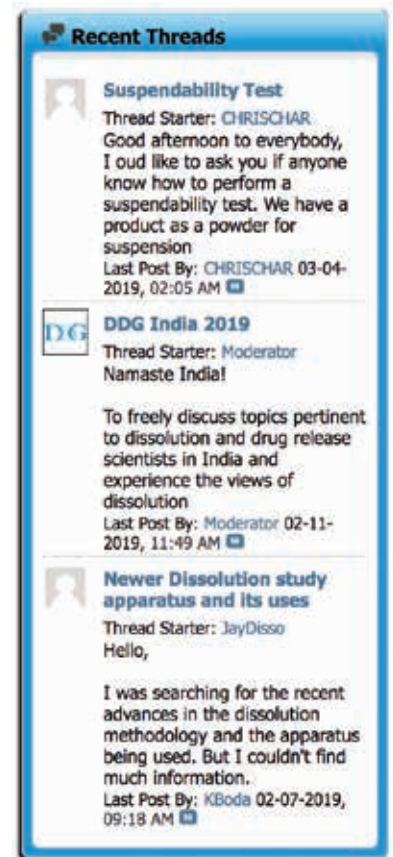 Recent Threads
Suspendability Test
Thread Starter: CHRISCHAR
Good afternoon to everybody,
I oud like to ask you if anyone
know how to perform a
suspendability test. We have a
product as a powder for
suspension
Last Post By: CHRISCHAR 03-04-
2019, 02:05 AM
DG
DDG India 2019
Thread Starter: Moderator
Namaste India!
To freely discuss topics pertinent
to dissolution and drug release
scientists in India and
experience the views of
dissolution
Last Post By: Moderator 02-11-
2019, 11:49 AM
Newer Dissolution study
apparatus and its uses
Thread Starter: JayDisso
Hello,
I was searching for the recent
advances in the dissolution
methodology and the apparatus
being used. But I couldn't find
much information.
Last Post By: KBoda 02-07-2019,
09:18 AM